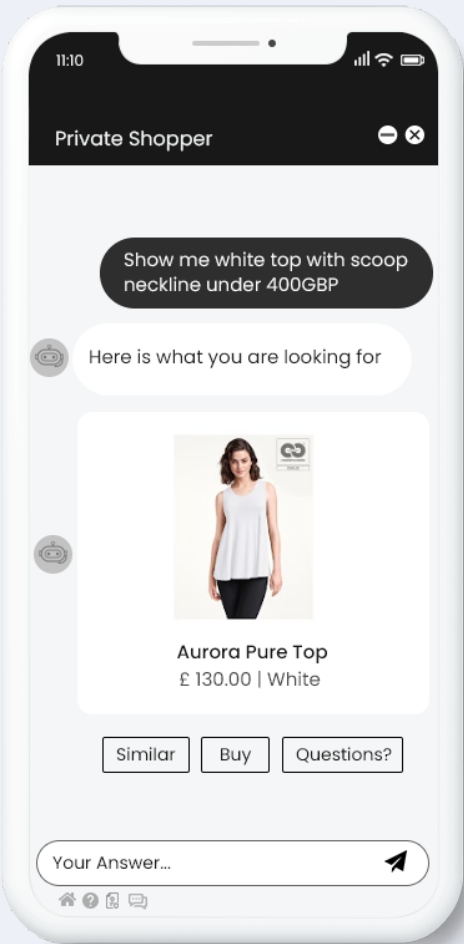 11:10
Private Shopper
Show me white top with scoop
neckline under 400GBP
Here is what you are looking for
Aurora Pure Top
£ 130.00 | White
Similar
Buy
Questions?
Your Answer...